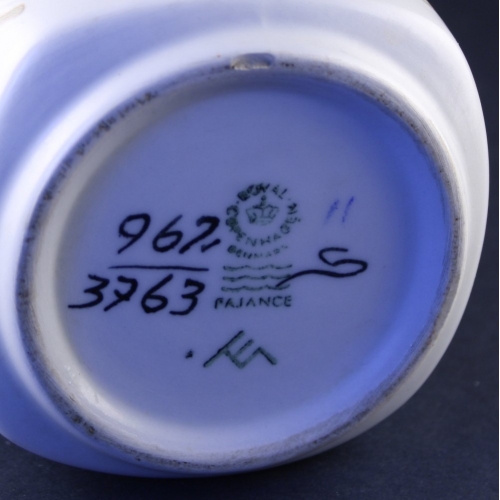 ROYAL
COPENHAGEN
DENMARK
967
3763
FAJANCE